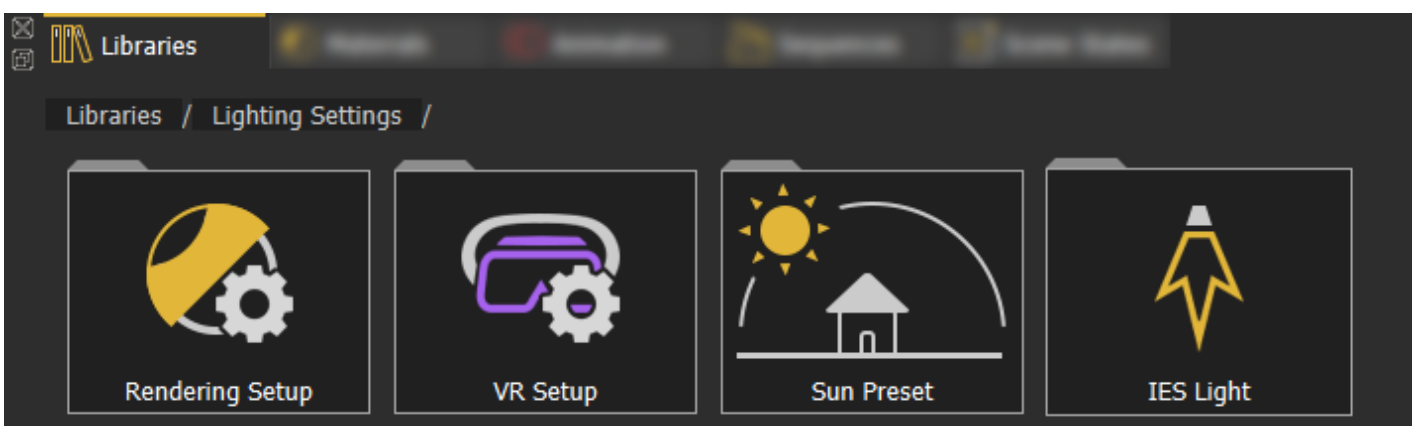 Libraries
Libraries / Lighting Settings /
Rendering Setup
VR Setup
Sun Preset
IES Light